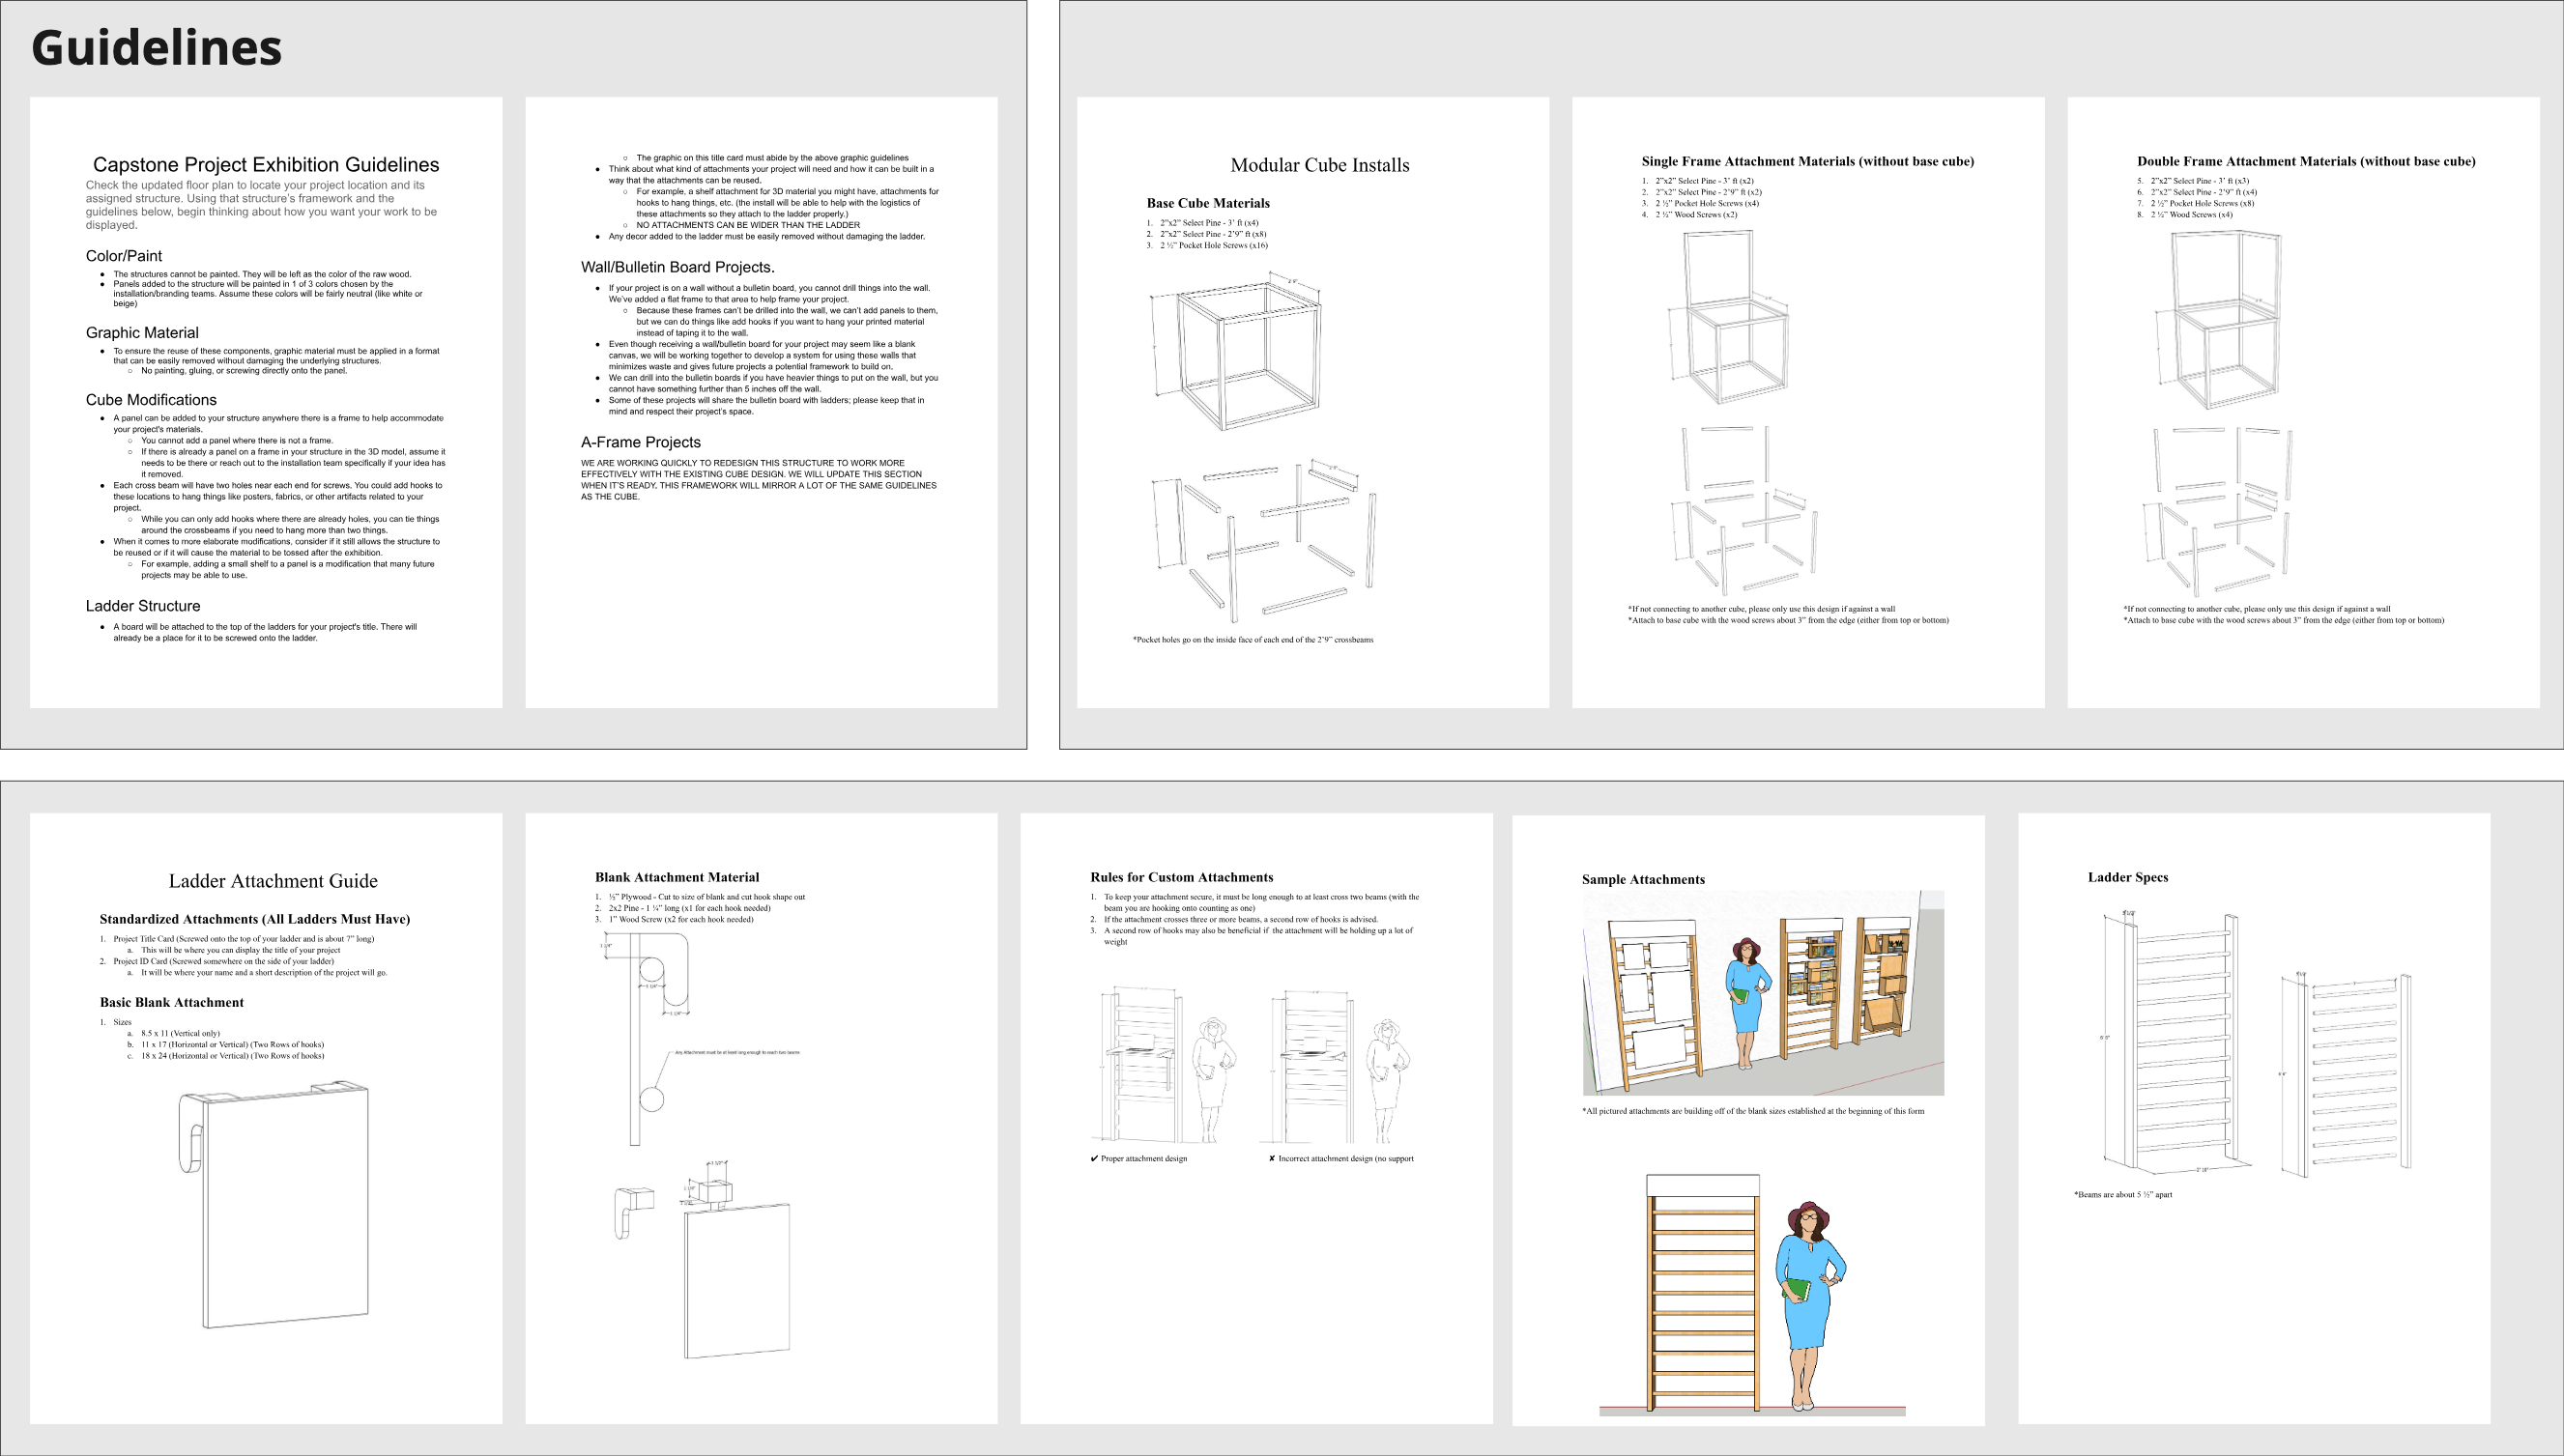 Guidelines
Capstone Project Exhibition Guidelines
Check the updated floor plan to locate your project location and its
assigned structure. Using that structure's framework and the
guidelines below, begin thinking about how you want your work to be
displayed.
Color/Paint
● The structures cannot be painted. They will be left as the color of the raw wood.
● Panels added to the structure will be painted in 1 of 3 colors chosen by the
installation/branding teams. Assume these colors will be fairly neutral (like white or
beige)
Graphic Material
● To ensure the reuse of these components, graphic material must be applied in a format
that can be easily removed without damaging the underlying structures.
○ No painting, gluing, or screwing directly onto the panel.
Cube Modifications
● A panel can be added to your structure anywhere there is a frame to help accommodate
your project's materials.
○ You cannot add a panel where there is not a frame.
○ If there is already a panel on a frame in your structure in the 3D model, assume it
needs to be there or reach out to the installation team specifically if your idea has
it removed.
● Each cross beam will have two holes near each end for screws. You could add hooks to
these locations to hang things like posters, fabrics, or other artifacts related to your
project.
○ While you can only add hooks where there are already holes, you can tie things
around the crossbeams if you need to hang more than two things.
● When it comes to more elaborate modifications, consider if it still allows the structure to
be reused or if it will cause the material to be tossed after the exhibition.
○ For example, adding a small shelf to a panel is a modification that many future
projects may be able to use.
Ladder Structure
● A board will be attached to the top of the ladders for your project's title. There will
already be a place for it to be screwed onto the ladder.
○ The graphic on this title card must abide by the above graphic guidelines
● Think about what kind of attachments your project will need and how it can be built in a
way that the attachments can be reused.
○ For example, a shelf attachment for 3D material you might have, attachments for
hooks to hang things, etc. (the install will be able to help with the logistics of
these attachments so they attach to the ladder properly.)
○ NO ATTACHMENTS CAN BE WIDER THAN THE LADDER
● Any decor added to the ladder must be easily removed without damaging the ladder.
Wall/Bulletin Board Projects.
● If your project is on a wall without a bulletin board, you cannot drill things into the wall.
We've added a flat frame to that area to help frame your project.
○ Because these frames can't be drilled into the wall, we can't add panels to them,
but we can do things like add hooks if you want to hang your printed material
instead of taping it to the wall.
● Even though receiving a wall/bulletin board for your project may seem like a blank
canvas, we will be working together to develop a system for using these walls that
minimizes waste and gives future projects a potential framework to build on.
● We can drill into the bulletin boards if you have heavier things to put on the wall, but you
cannot have something further than 5 inches off the wall.
● Some of these projects will share the bulletin board with ladders; please keep that in
mind and respect their project's space.
A-Frame Projects
WE ARE WORKING QUICKLY TO REDESIGN THIS STRUCTURE TO WORK MORE
EFFECTIVELY WITH THE EXISTING CUBE DESIGN. WE WILL UPDATE THIS SECTION
WHEN IT'S READY. THIS FRAMEWORK WILL MIRROR A LOT OF THE SAME GUIDELINES
AS THE CUBE.
Modular Cube Installs
Base Cube Materials
1. 2"x2" Select Pine - 3' ft (x4)
2. 2"x2" Select Pine - 2'9" ft (x8)
3. 2 ½" Pocket Hole Screws (x16)
2' 9"
*Pocket holes go on the inside face of each end of the 2'9" crossbeams
Single Frame Attachment Materials (without base cube)
1. 2"x2" Select Pine - 3' ft (x2)
2. 2"x2" Select Pine - 2'9" ft (x2)
3. 2 ½" Pocket Hole Screws (x4)
4. 2 ½" Wood Screws (x2)
*If not connecting to another cube, please only use this design if against a wall
*Attach to base cube with the wood screws about 3" from the edge (either from top or bottom)
Double Frame Attachment Materials (without base cube)
5. 2"x2" Select Pine - 3' ft (x3)
6. 2"x2" Select Pine - 2'9" ft (x4)
7. 2 ½" Pocket Hole Screws (x8)
8. 2 ½" Wood Screws (x4)
*If not connecting to another cube, please only use this design if against a wall
*Attach to base cube with the wood screws about 3" from the edge (either from top or bottom)
Ladder Attachment Guide
Standardized Attachments (All Ladders Must Have)
1. Project Title Card (Screwed onto the top of your ladder and is about 7" long)
a. This will be where you can display the title of your project
2. Project ID Card (Screwed somewhere on the side of your ladder)
a. It will be where your name and a short description of the project will go.
Basic Blank Attachment
1. Sizes
a. 8.5 x 11 (Vertical only)
b. 11 x 17 (Horizontal or Vertical) (Two Rows of hooks)
c. 18 x 24 (Horizontal or Vertical) (Two Rows of hooks)
Blank Attachment Material
1. ½" Plywood - Cut to size of blank and cut hook shape out
2. 2x2 Pine - 1 ¼" long (x1 for each hook needed)
3. 1" Wood Screw (x2 for each hook needed)
1 1/4"
1 1/4"
1 1/4"
Any Attachment must be at least long enough to reach two beams
Rules for Custom Attachments
1. To keep your attachment secure, it must be long enough to at least cross two beams (with the
beam you are hooking onto counting as one)
2. If the attachment crosses three or more beams, a second row of hooks is advised.
3. A second row of hooks may also be beneficial if the attachment will be holding up a lot of
weight
✔ Proper attachment design
✘ Incorrect attachment design (no support
Sample Attachments
*All pictured attachments are building off of the blank sizes established at the beginning of this form
Ladder Specs
2' 10"
*Beams are about 5 ½" apart